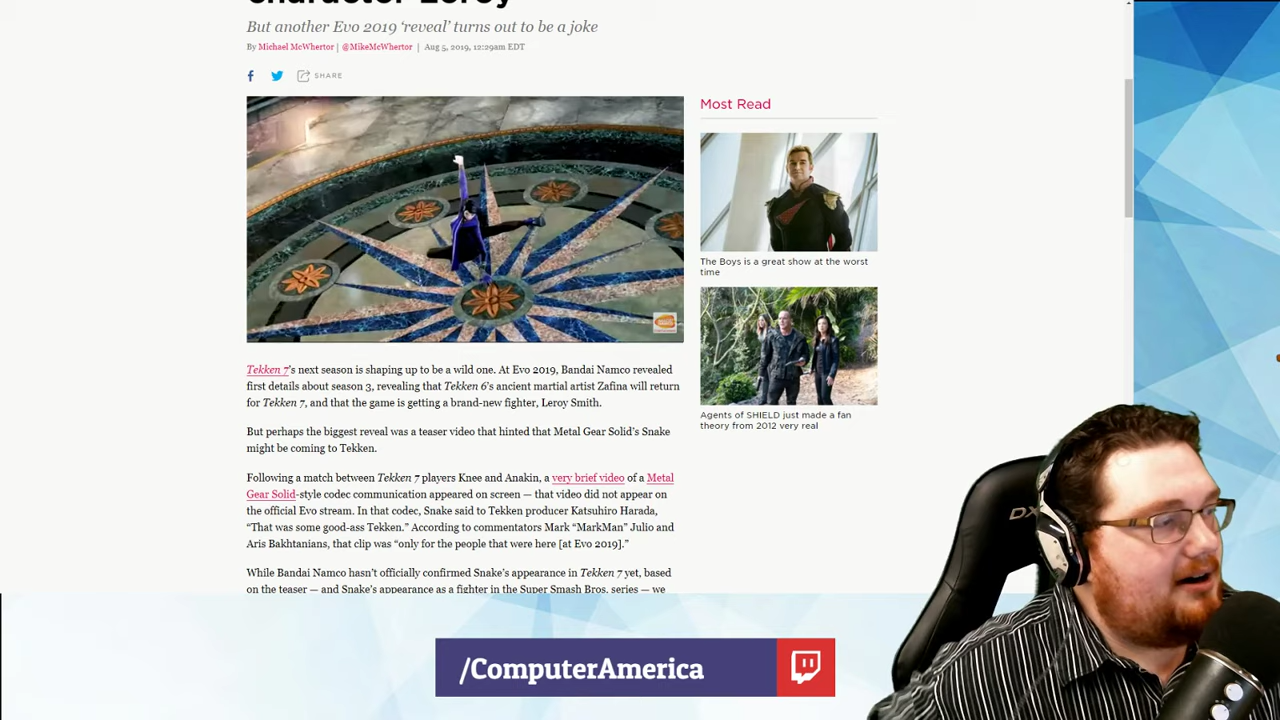 But another Evo 2019 ‘reveal’ turns out to be a joke
By Michael McWhertor | @MikeMcWhertor | Aug 5, 2019, 12:29am EDT
SHARE
Tekken 7’s next season is shaping up to be a wild one. At Evo 2019, Bandai Namco revealed
first details about season 3, revealing that Tekken 6’s ancient martial artist Zafina will return
for Tekken 7, and that the game is getting a brand-new fighter, Leroy Smith.
But perhaps the biggest reveal was a teaser video that hinted that Metal Gear Solid’s Snake
might be coming to Tekken.
Following a match between Tekken 7 players Knee and Anakin, a very brief video of a Metal
Gear Solid-style codec communication appeared on screen — that video did not appear on
the official Evo stream. In that codec, Snake said to Tekken producer Katsuhiro Harada,
“That was some good-ass Tekken.” According to commentators Mark “MarkMan” Julio and
Aris Bakhtanians, that clip was “only for the people that were here [at Evo 2019].”
While Bandai Namco hasn’t officially confirmed Snake’s appearance in Tekken 7 yet, based
on the teaser — and Snake’s appearance as a fighter in the Super Smash Bros. series — we
Most Read
The Boys is a great show at the worst
time
Agents of SHIELD just made a fan
theory from 2012 very real
DX
/ComputerAmerica